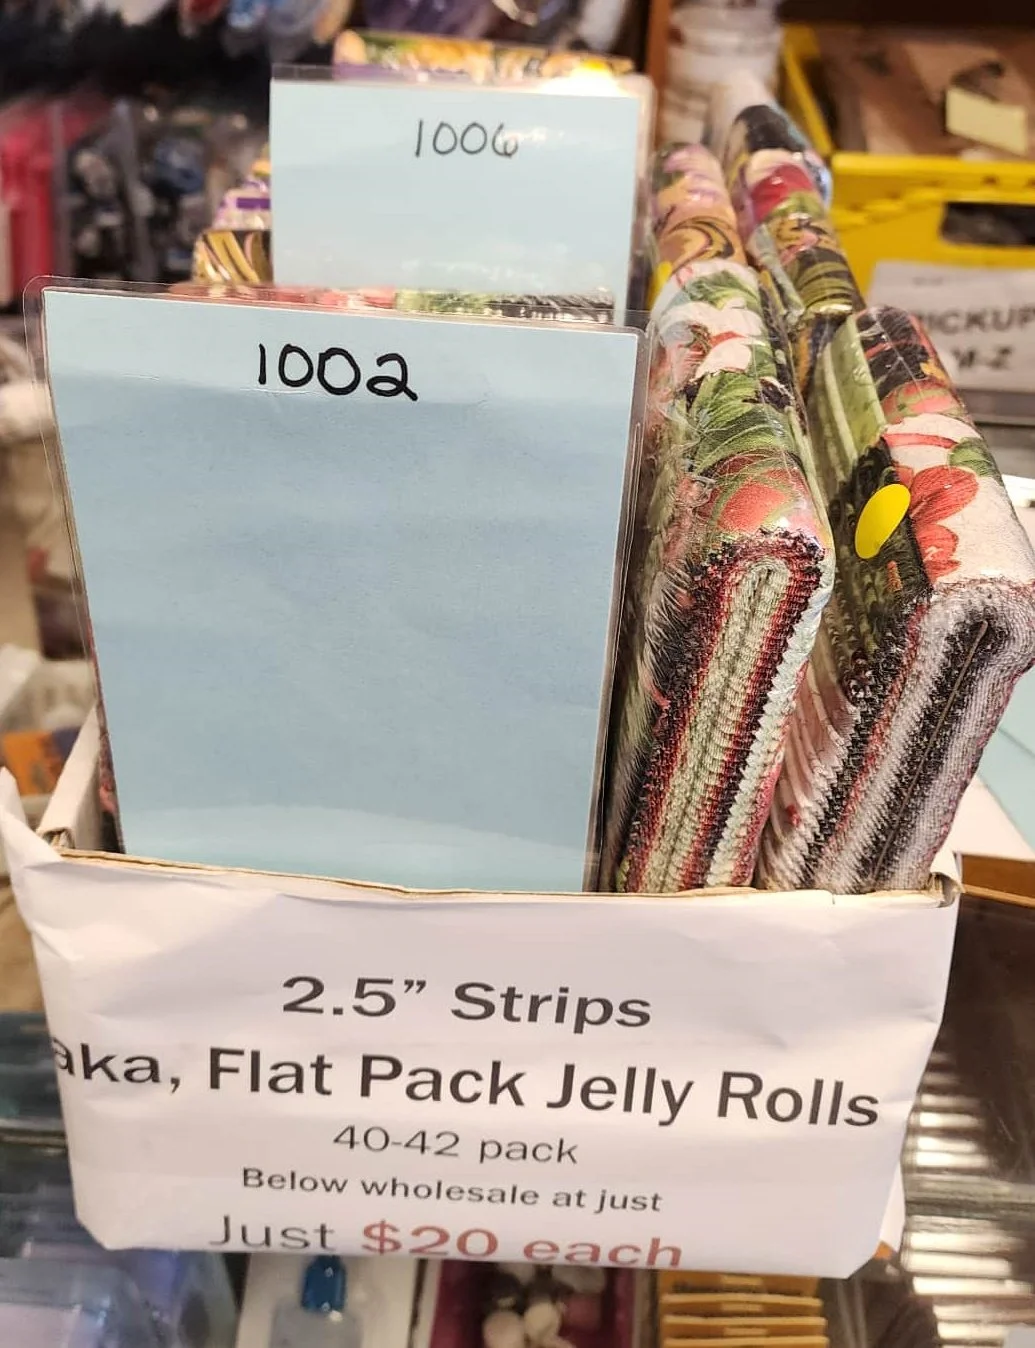 1006
1002
2.5” Strips
aka, Flat Pack Jelly Rolls
40-42 pack
Below wholesale at just
Just $20 each